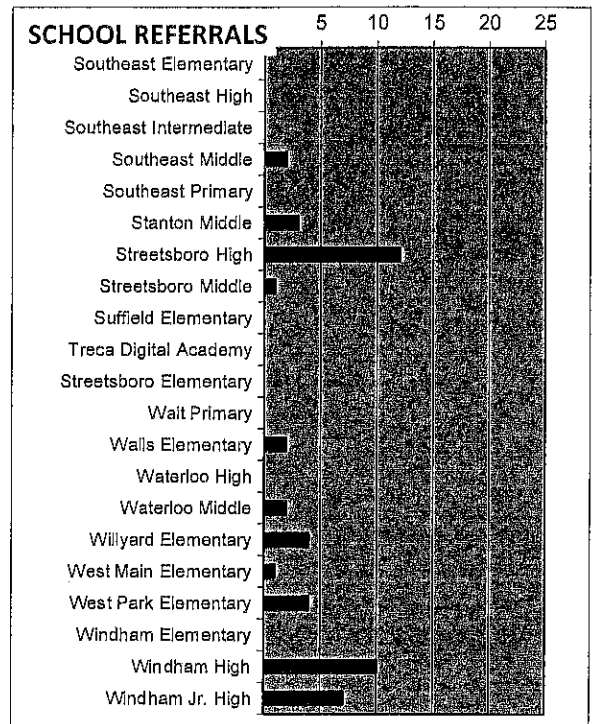 SCHOOL REFERRALS 5 10 15 20 25
Southeast Elementary
Southeast High
Southeast Intermediate
Southeast Middle
Southeast Primary
Stanton Middle
Streetsboro High
Streetsboro Middle
Suffield Elementary
Treca Digital Academy
Streetsboro Elementary
Wait Primary
Walls Elementary
Waterloo High
Waterloo Middle
Willyard Elementary
West Main Elementary
West Park Elementary
Windham Elementary
Windham High
Windham Jr. High